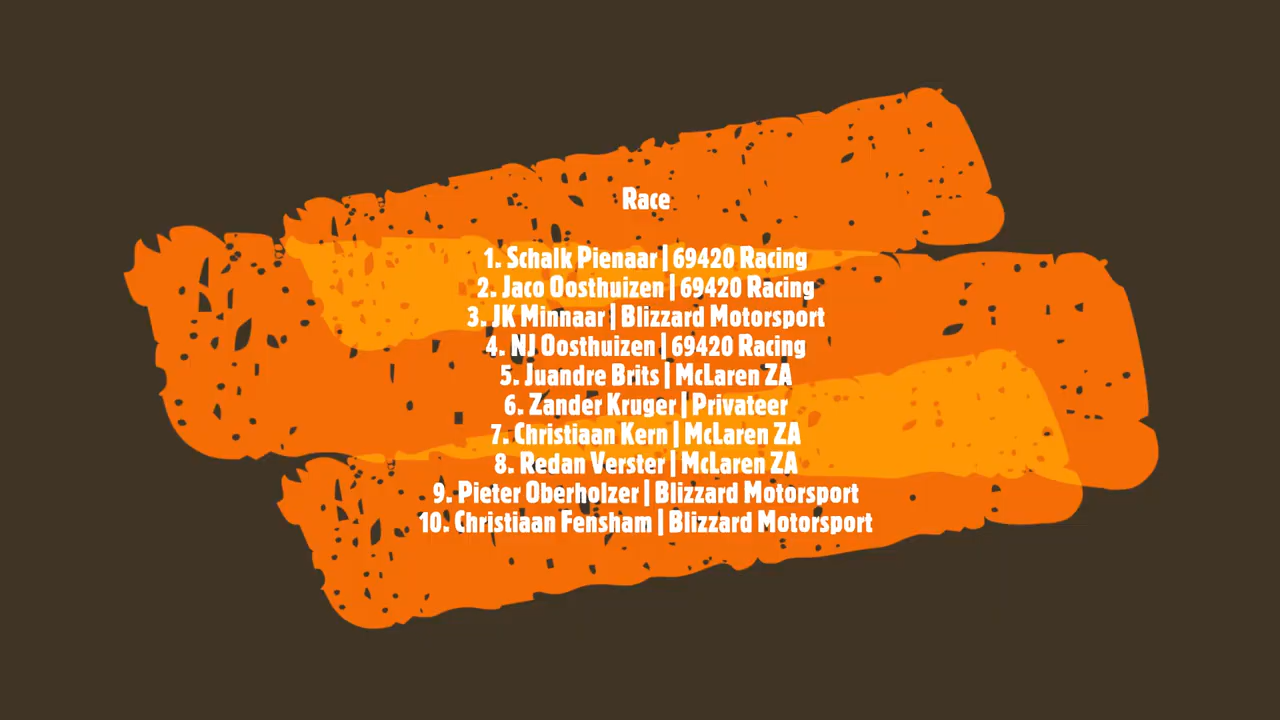 Race
1. Schalk Pienaar | 69420 Racing
2. Jaco Oosthuizen | 69420 Racing
3. JK Minnaar | Blizzard Motorsport
4. NJ Oosthuizen | 69420 Racing
5. Juandre Brits | McLaren ZA
6. Zander Kruger | Privateer
7. Christiaan Kern | McLaren ZA
8. Redan Verster | McLaren ZA
9. Pieter Oberholzer | Blizzard Motorsport
10. Christiaan Fensham | Blizzard Motorsport